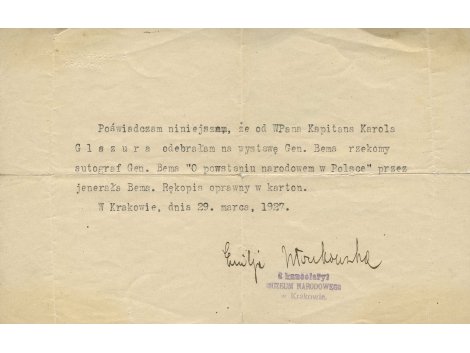 Poświadczam niniejszem, że od WPana Kapitana Karola
Glazura odebrałam na wystawę Gen. Bema rzekomy
autograf Gen. Bema "O powstaniu narodowem w Polsce" przez
jenerała Bema. Rękopis oprawny w karton.
W Krakowie, dnia 29. marca, 1927.
Emilja
Z kancelaryi
MUZEUM NARODOWEGO
w Krakowie.